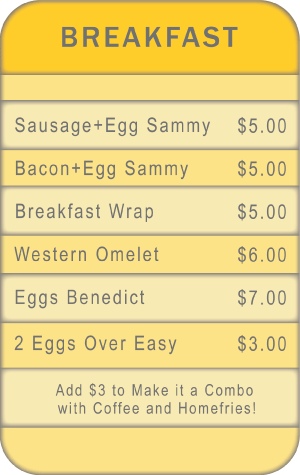 BREAKFAST
Sausage+Egg Sammy $5.00
Bacon+Egg Sammy $5.00
Breakfast Wrap $5.00
Western Omelet $6.00
Eggs Benedict $7.00
2 Eggs Over Easy $3.00
Add $3 to Make it a Combo
with Coffee and Homefries!